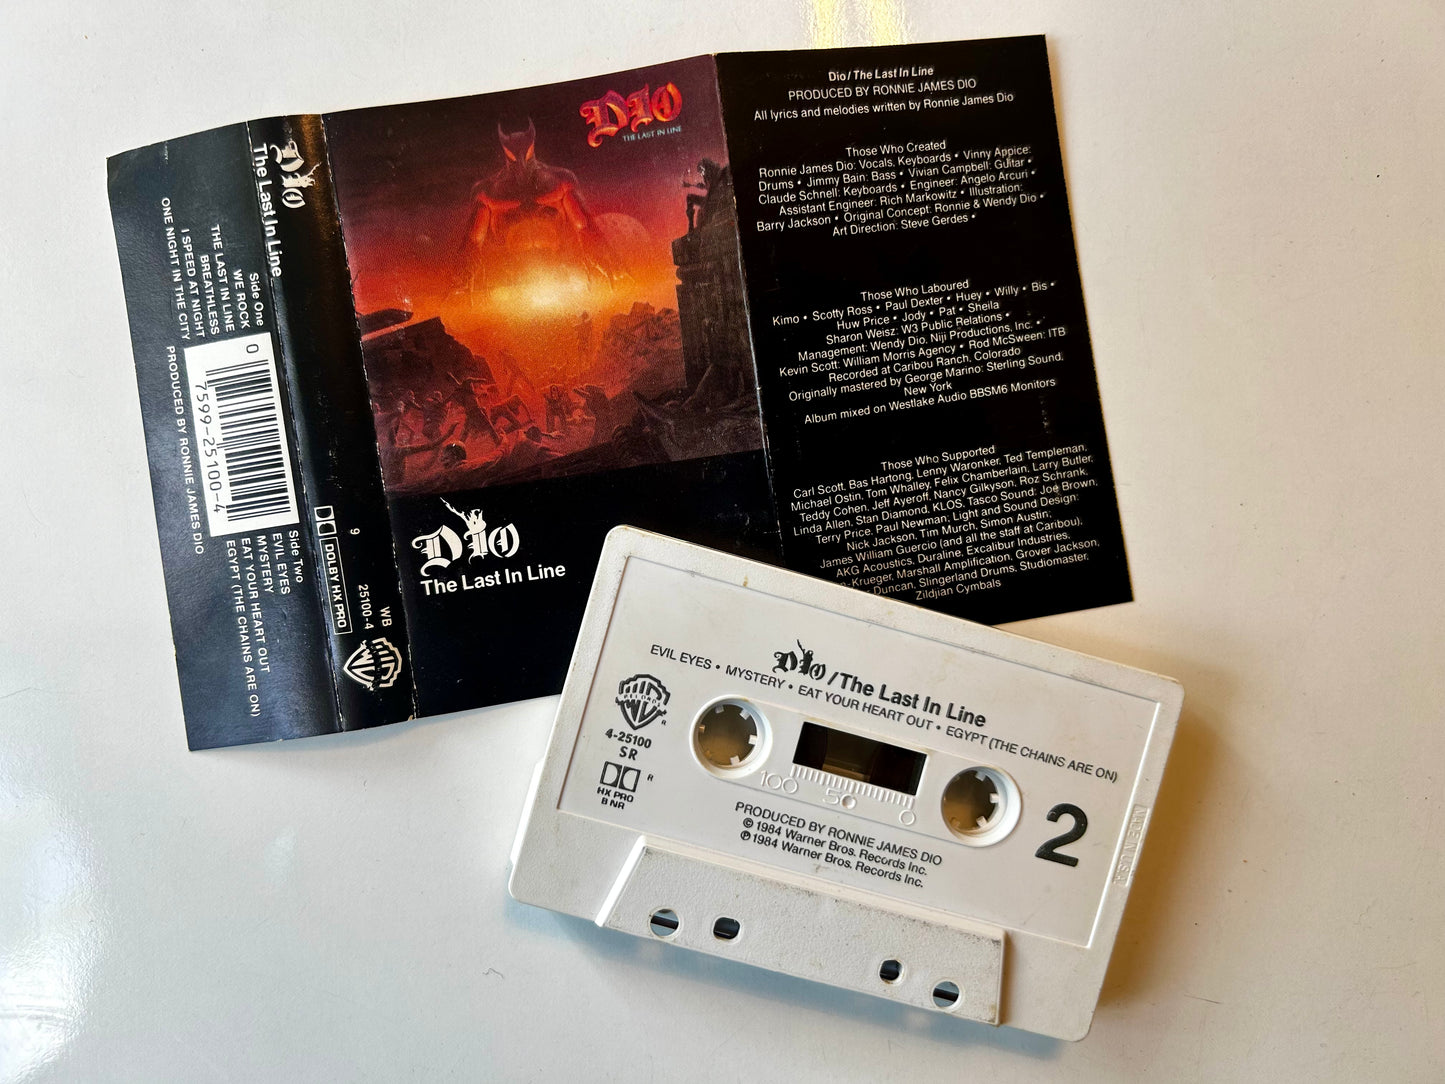 DIO
The Last In Line
Side One
WE ROCK
THE LAST IN LINE
BREATHLESS
I SPEED AT NIGHT
ONE NIGHT IN THE CITY
0
7599-25100-4
Side Two
EVIL EYES
MYSTERY
EAT YOUR HEART OUT
EGYPT (THE CHAINS ARE ON)
PRODUCED BY RONNIE JAMES DIO
DOLBY HX PRO
9
WB
25100-4
DIO
THE LAST IN LINE
DIO
The Last In Line
Dio/The Last In Line
PRODUCED BY RONNIE JAMES DIO
All lyrics and melodies written by Ronnie James Dio
Those Who Created
Ronnie James Dio: Vocals, Keyboards • Vinny Appice:
Drums • Jimmy Bain: Bass • Vivian Campbell: Guitar •
Claude Schnell: Keyboards • Engineer: Angelo Arcuri •
Assistant Engineer: Rich Markowitz • Illustration:
Barry Jackson • Original Concept: Ronnie & Wendy Dio •
Art Direction: Steve Gerdes •
Those Who Laboured
Kimo • Scotty Ross • Paul Dexter • Huey • Willy • Bis •
Huw Price • Jody • Pat • Sheila
Sharon Weisz: W3 Public Relations •
Management: Wendy Dio, Niji Productions, Inc. •
Kevin Scott: William Morris Agency • Rod McSween: ITB
Recorded at Caribou Ranch, Colorado
Originally mastered by George Marino: Sterling Sound,
New York
Album mixed on Westlake Audio BBSM6 Monitors
Those Who Supported
Carl Scott, Bas Hartong, Lenny Waronker, Ted Templeman,
Michael Ostin, Tom Whalley, Felix Chamberlain, Larry Butler,
Teddy Cohen, Jeff Ayeroff, Nancy Gilkyson, Roz Schrank,
Linda Allen, Stan Diamond, KLOS, Tasco Sound: Joe Brown,
Terry Price, Paul Newman; Light and Sound Design:
Nick Jackson, Tim Murch, Simon Austin;
James William Guercio (and all the staff at Caribou),
AKG Acoustics, Duraline, Excalibur Industries,
-Krueger, Marshall Amplification, Grover Jackson,
Duncan, Slingerland Drums, Studiomaster,
Zildjian Cymbals
DIO/The Last In Line
EVIL EYES • MYSTERY • EAT YOUR HEART OUT • EGYPT (THE CHAINS ARE ON)
RECORDS
R
4-25100
SR
R
HX PRO
B NR
100 50 0
2
PRODUCED BY RONNIE JAMES DIO
© 1984 Warner Bros. Records Inc.
℗ 1984 Warner Bros. Records Inc.
MADE IN U.S.A.